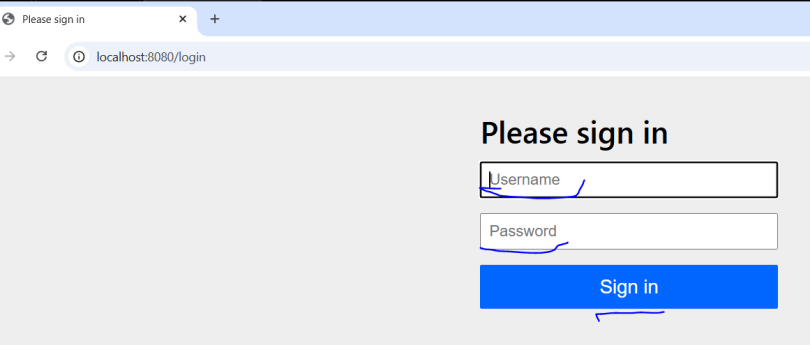 Please sign in
localhost:8080/login
Please sign in
Username
Password
Sign in